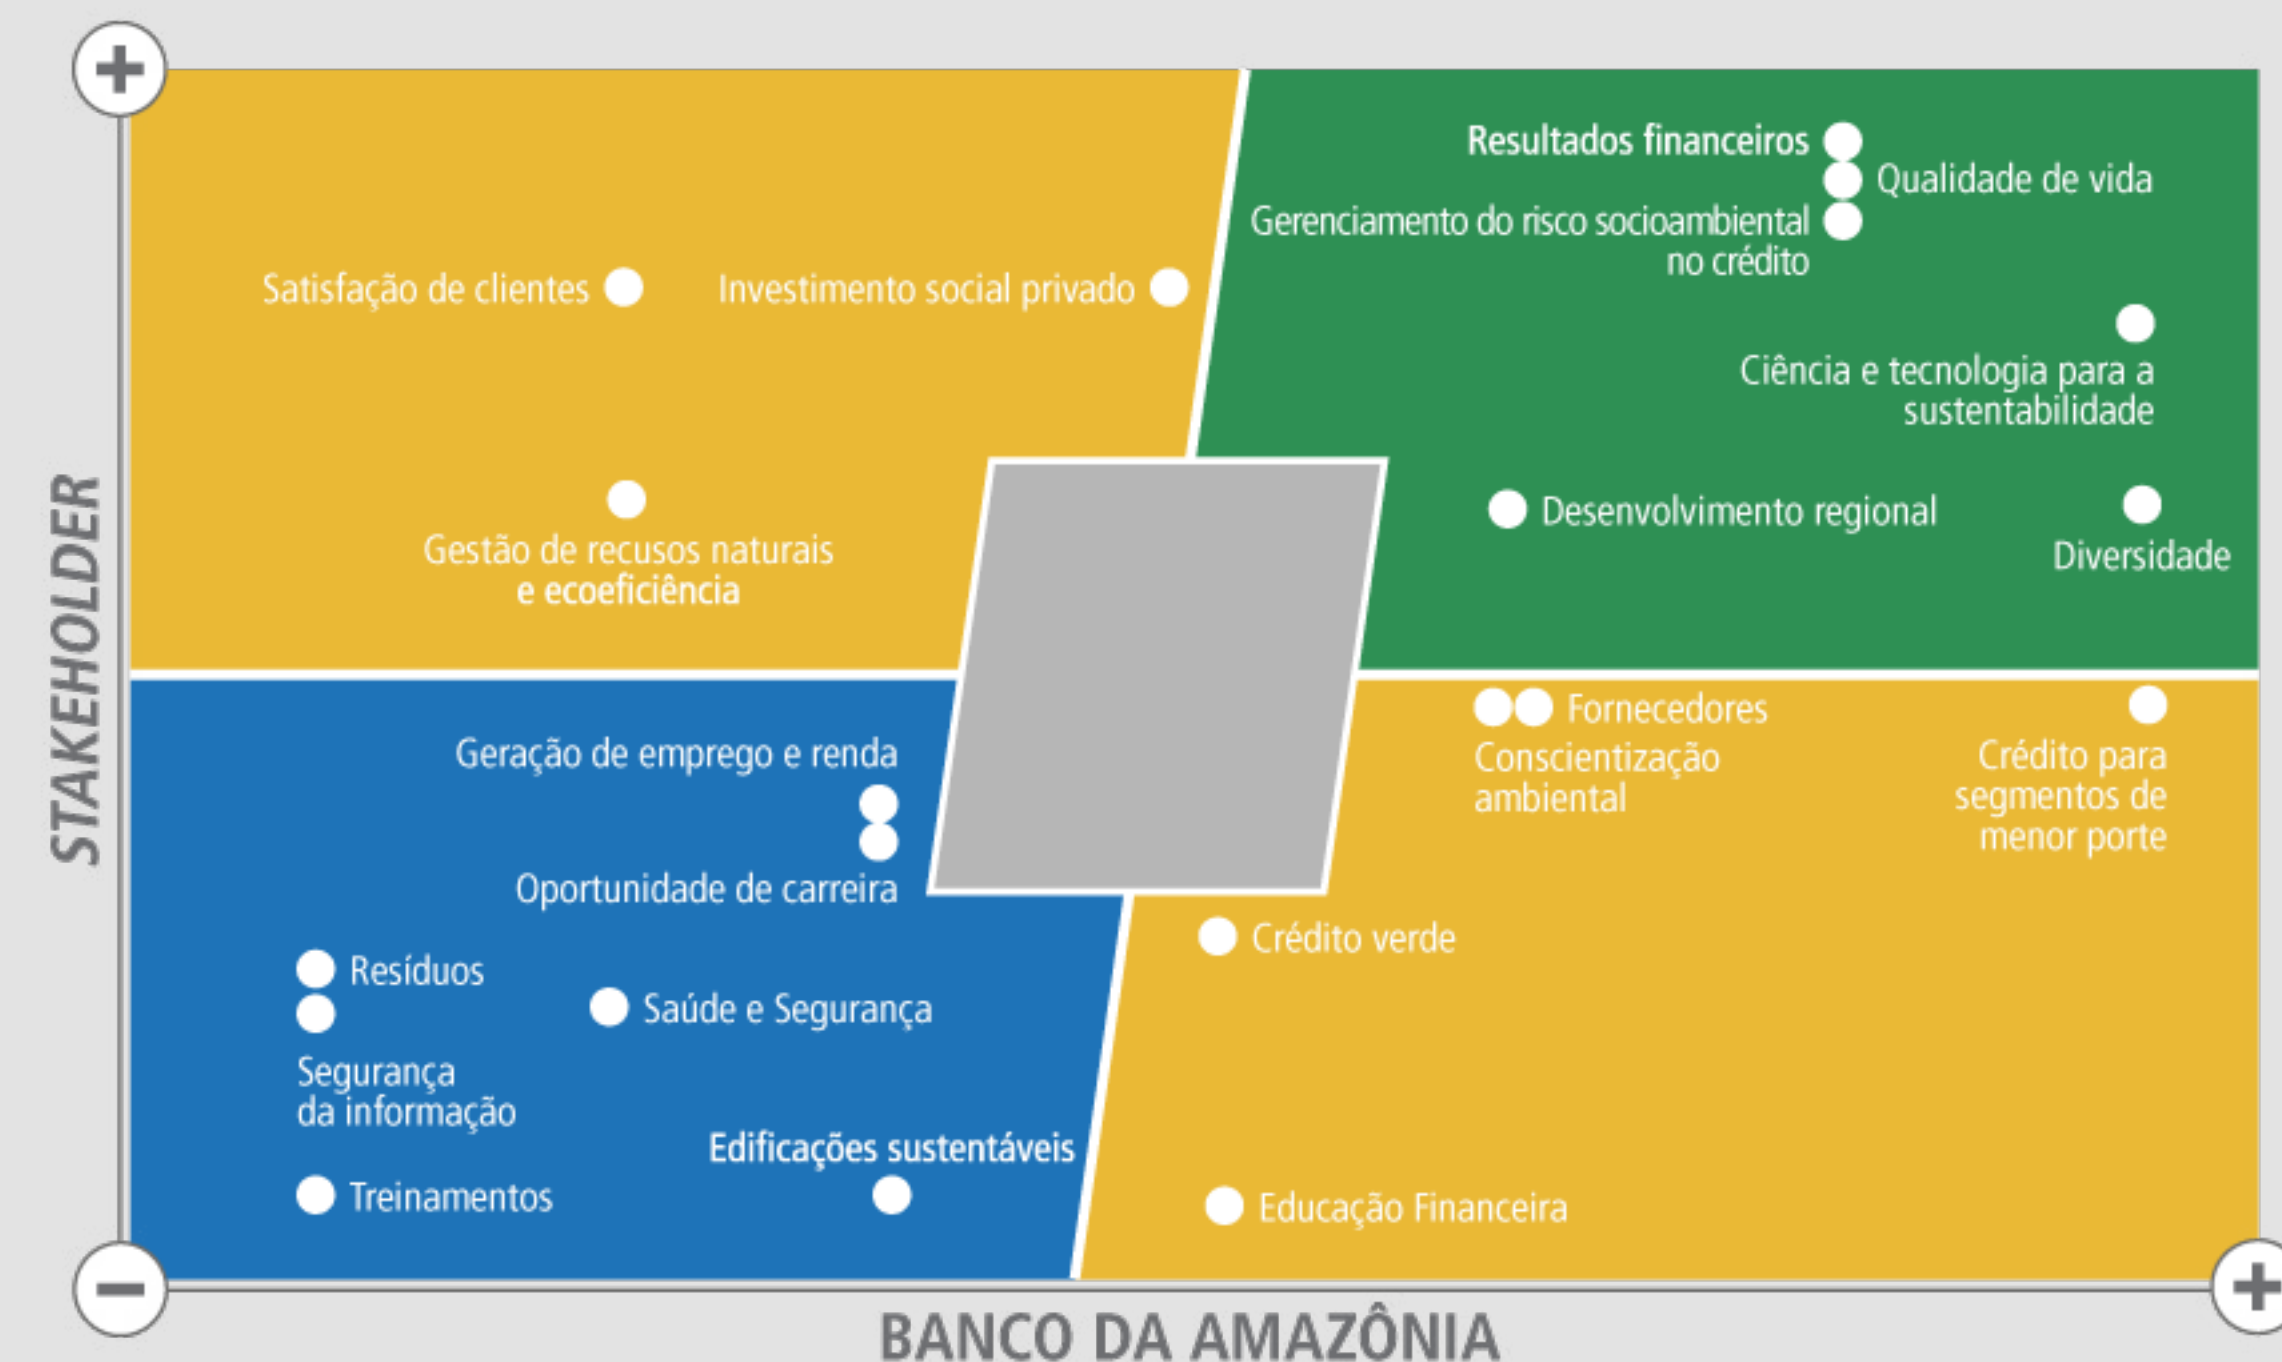 +
Resultados financeiros
Qualidade de vida
Gerenciamento do risco socioambiental
no crédito
Satisfação de clientes
Investimento social privado
Ciência e tecnologia para a
sustentabilidade
Gestão de recusos naturais
e ecoeficiência
Desenvolvimento regional
Diversidade
STAKEHOLDER
Geração de emprego e renda
Oportunidade de carreira
Resíduos
Saúde e Segurança
Segurança
da informação
Edificações sustentáveis
Treinamentos
Fornecedores
Conscientização
ambiental
Crédito para
segmentos de
menor porte
Crédito verde
Educação Financeira
−
+
BANCO DA AMAZÔNIA